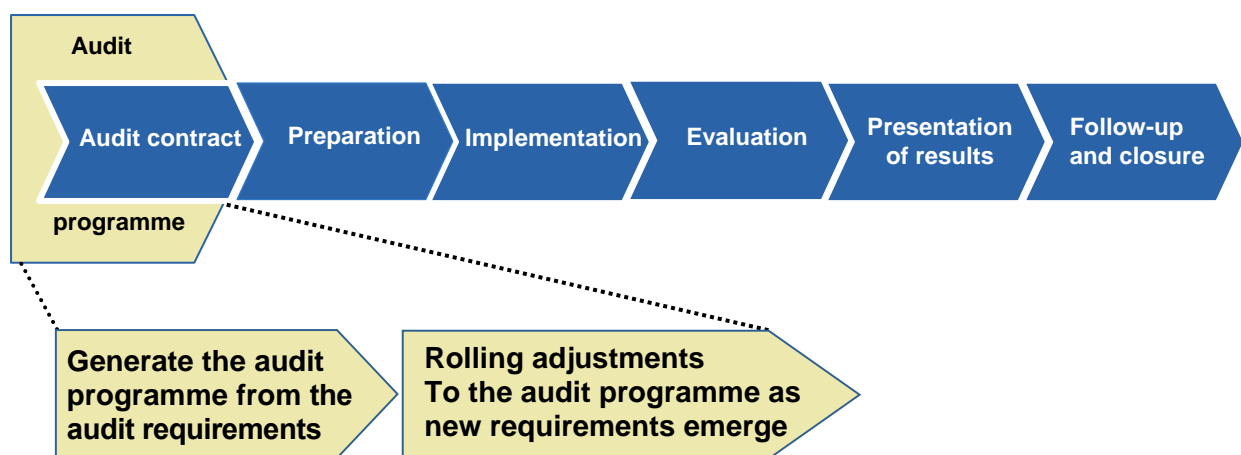 Audit
Audit contract
programme
Preparation
Implementation
Evaluation
Presentation
of results
Follow-up
and closure
Generate the audit
programme from the
audit requirements
Rolling adjustments
To the audit programme as
new requirements emerge